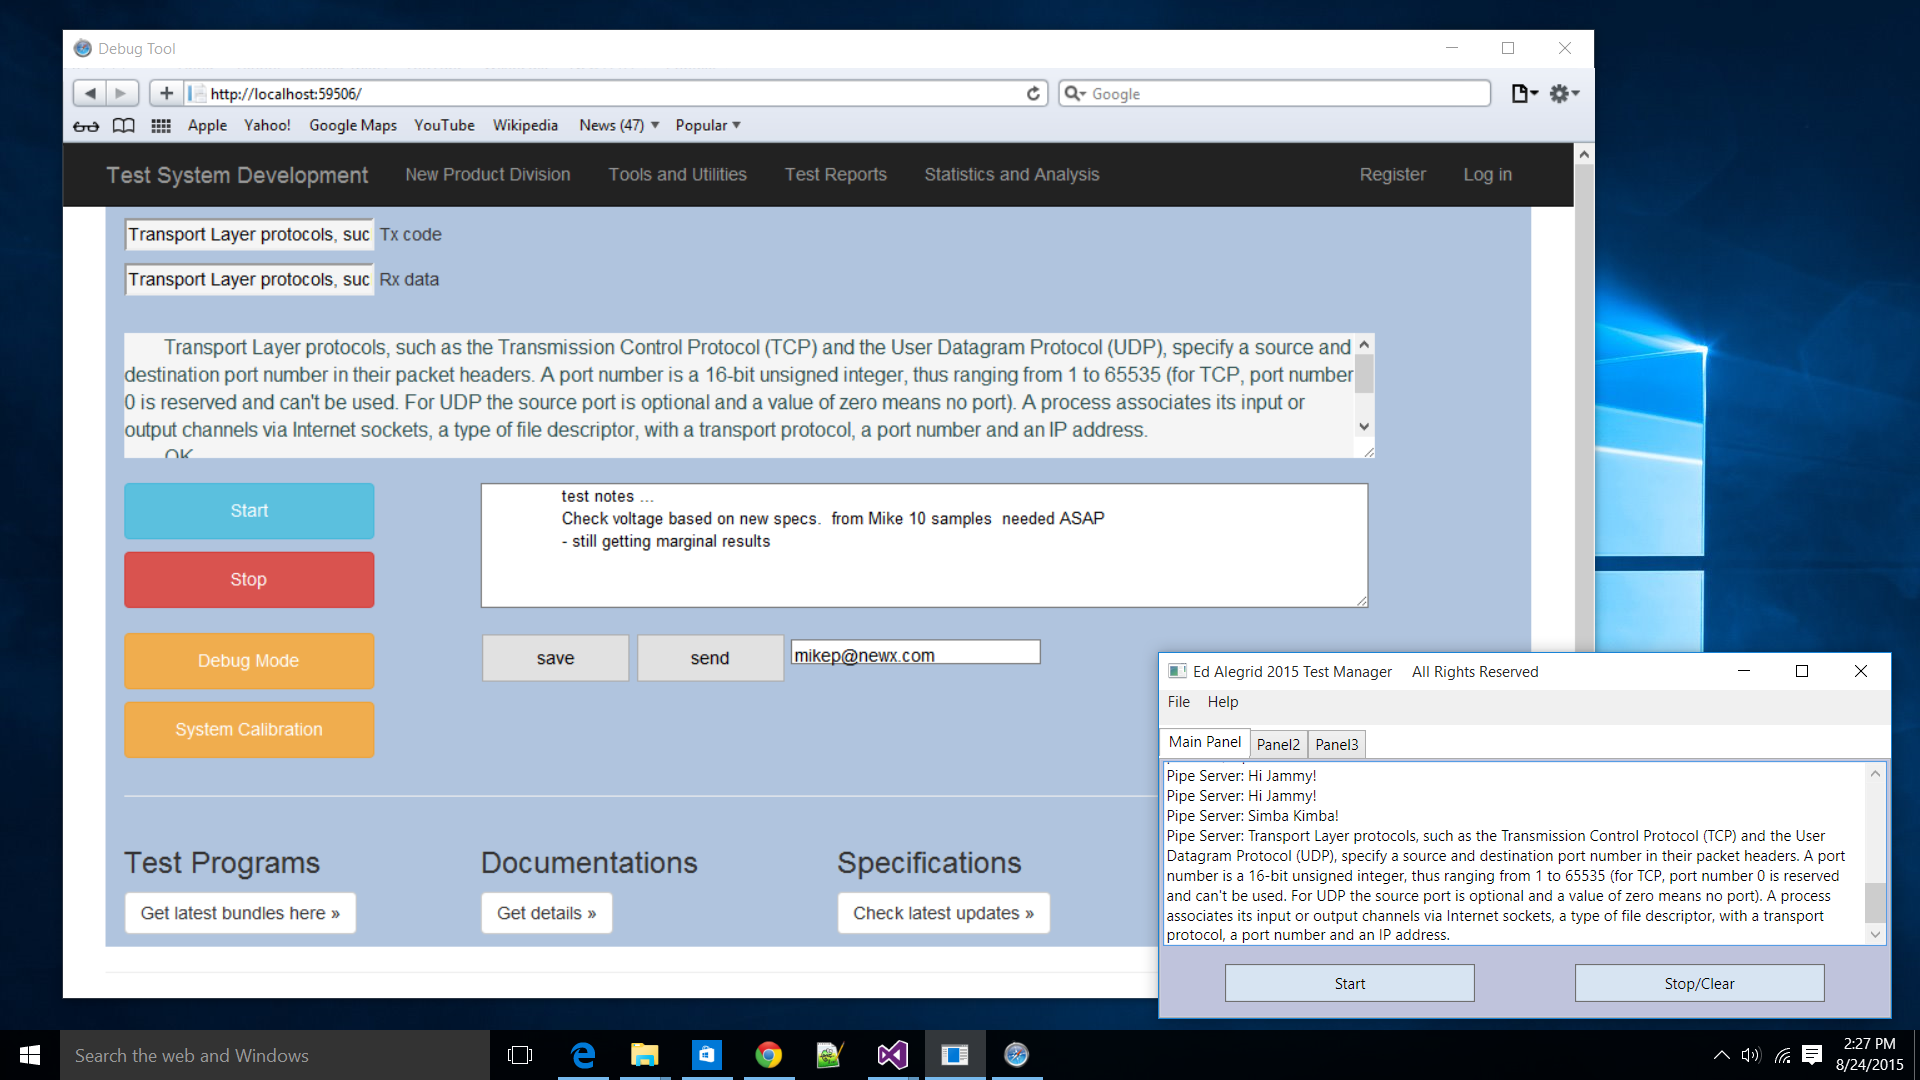 Debug Tool
http://localhost:59506/
Google
Apple Yahoo! Google Maps YouTube Wikipedia News (47) Popular
Test System Development New Product Division Tools and Utilities Test Reports Statistics and Analysis Register Log in
Transport Layer protocols, suc Tx code
Transport Layer protocols, suc Rx data
Transport Layer protocols, such as the Transmission Control Protocol (TCP) and the User Datagram Protocol (UDP), specify a source and
destination port number in their packet headers. A port number is a 16-bit unsigned integer, thus ranging from 1 to 65535 (for TCP, port number
0 is reserved and can't be used. For UDP the source port is optional and a value of zero means no port). A process associates its input or
output channels via Internet sockets, a type of file descriptor, with a transport protocol, a port number and an IP address.
OK
Start
Stop
Debug Mode
System Calibration
test notes ...
Check voltage based on new specs.  from Mike 10 samples  needed ASAP
- still getting marginal results
save send mikep@newx.com
Test Programs
Get latest bundles here »
Documentations
Get details »
Specifications
Check latest updates »
Ed Alegrid 2015 Test Manager All Rights Reserved
File Help
Main Panel Panel2 Panel3
Pipe Server: Hi Jammy!
Pipe Server: Hi Jammy!
Pipe Server: Simba Kimba!
Pipe Server: Transport Layer protocols, such as the Transmission Control Protocol (TCP) and the User
Datagram Protocol (UDP), specify a source and destination port number in their packet headers. A port
number is a 16-bit unsigned integer, thus ranging from 1 to 65535 (for TCP, port number 0 is reserved
and can't be used. For UDP the source port is optional and a value of zero means no port). A process
associates its input or output channels via Internet sockets, a type of file descriptor, with a transport
protocol, a port number and an IP address.
Start Stop/Clear
Search the web and Windows
2:27 PM
8/24/2015